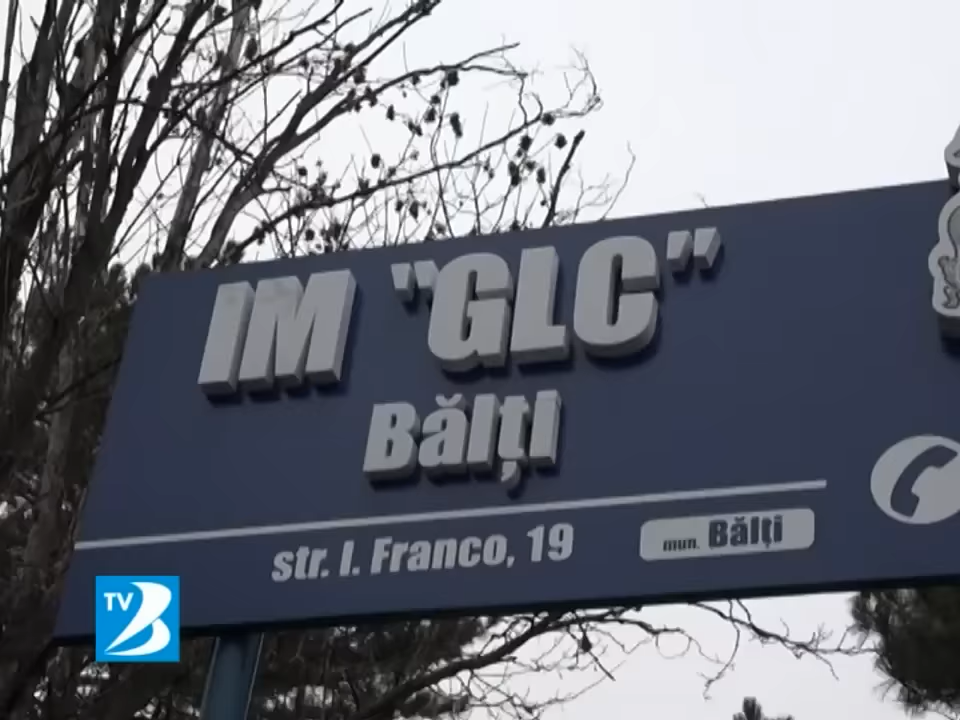 IM "GLC"
Bălți
str. I. Franco, 19
mun. Bălți
TV B